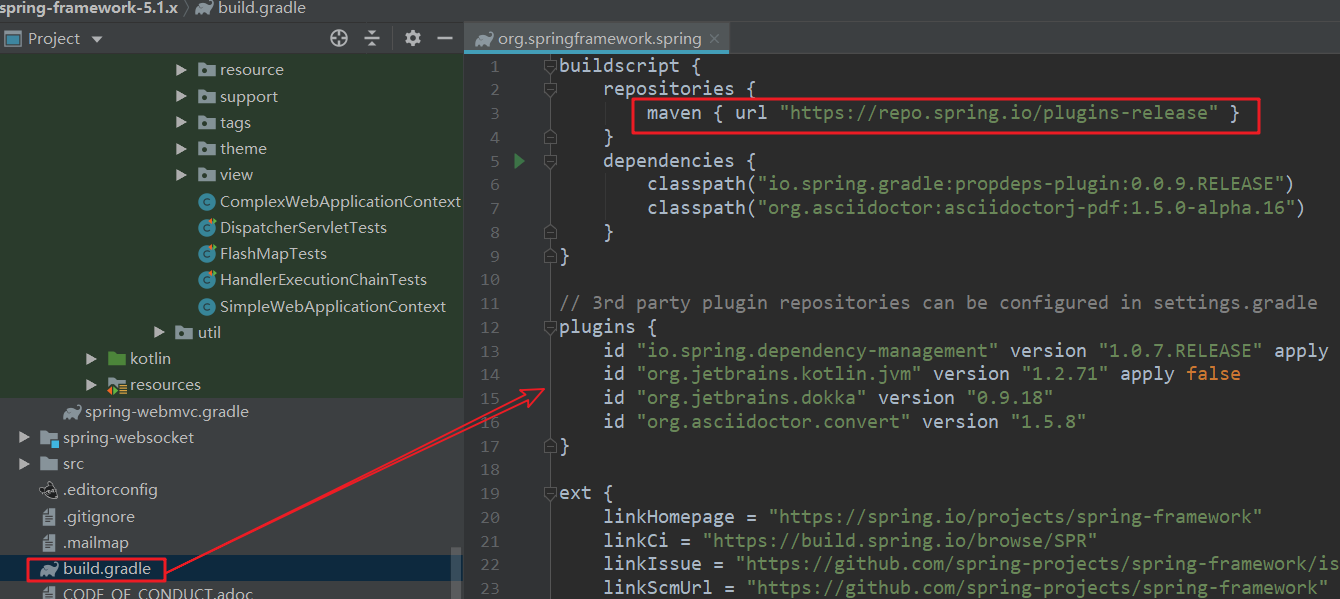 spring-framework-5.1.x build.gradle
Project
org.springframework.spring
resource
support
tags
theme
view
ComplexWebApplicationContext
DispatcherServletTests
FlashMapTests
HandlerExecutionChainTests
SimpleWebApplicationContext
util
kotlin
resources
spring-webmvc.gradle
spring-websocket
src
.editorconfig
.gitignore
.mailmap
build.gradle
CODE_OF_CONDUCT.adoc
1 buildscript {
2 repositories {
3 maven { url "https://repo.spring.io/plugins-release" }
4 }
5 dependencies {
6 classpath("io.spring.gradle:propdeps-plugin:0.0.9.RELEASE")
7 classpath("org.asciidoctor:asciidoctorj-pdf:1.5.0-alpha.16")
8 }
9 }
10
11 // 3rd party plugin repositories can be configured in settings.gradle
12 plugins {
13 id "io.spring.dependency-management" version "1.0.7.RELEASE" apply
14 id "org.jetbrains.kotlin.jvm" version "1.2.71" apply false
15 id "org.jetbrains.dokka" version "0.9.18"
16 id "org.asciidoctor.convert" version "1.5.8"
17 }
18
19 ext {
20 linkHomepage = "https://spring.io/projects/spring-framework"
21 linkCi = "https://build.spring.io/browse/SPR"
22 linkIssue = "https://github.com/spring-projects/spring-framework/is
23 linkScmUrl = "https://github.com/spring-projects/spring-framework"